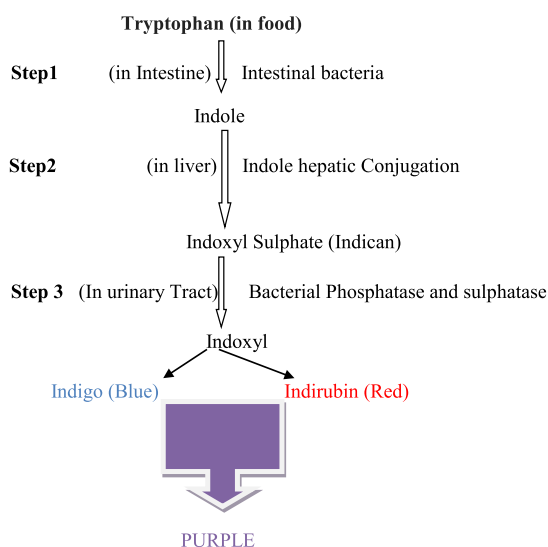 Tryptophan (in food)
Step1 (in Intestine) Intestinal bacteria
Indole
Step2 (in liver) Indole hepatic Conjugation
Indoxyl Sulphate (Indican)
Step 3 (In urinary Tract) Bacterial Phosphatase and sulphatase
Indoxyl
Indigo (Blue) Indirubin (Red)
PURPLE